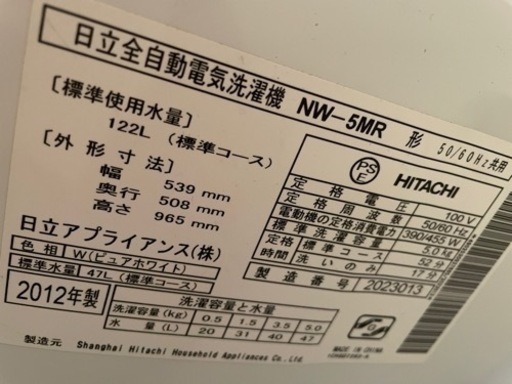 日立全自動電気洗濯機 NW-5MR 形 50/60Hz共用
[標準使用水量]
122L (標準コース)
[外形寸法]
幅 539 mm
奥行 508 mm
高さ 965 mm
日立アプライアンス(株)
色相 W(ピュアホワイト)
標準水量 47L(標準コース)
2012年製
PS E HITACHI
定格電圧 100 V
定格周波数 50/60 Hz
電動機の定格消費電力 390/455 W
標準洗濯容量 5.0 kg
定格時間 標準コース 52 分
洗いのみ 17 分
製造番号 2023013
洗濯容量と水量
洗濯容量(kg) 0.5 1.5 3.5 5.0
水量(L) 20 31 40 47
製造元 Shanghai Hitachi Household Appliances Co., Ltd.
MADE IN CHINA